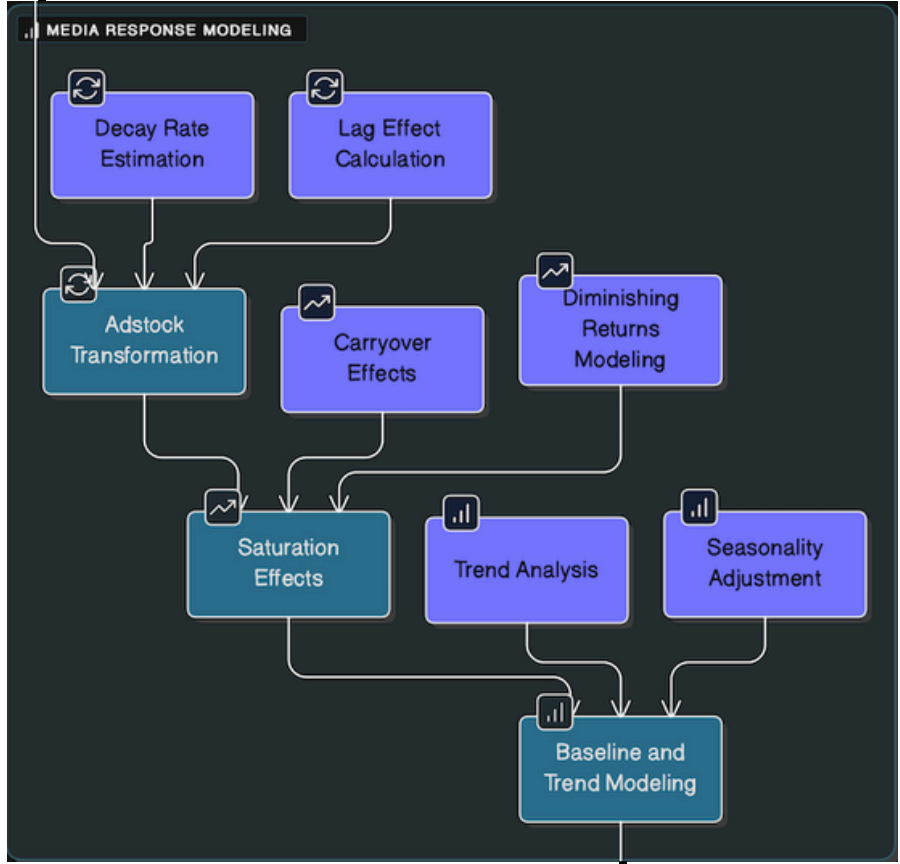 MEDIA RESPONSE MODELING
Decay Rate
Estimation
Lag Effect
Calculation
Adstock
Transformation
Carryover
Effects
Diminishing
Returns
Modeling
Saturation
Effects
Trend Analysis
Seasonality
Adjustment
Baseline and
Trend Modeling